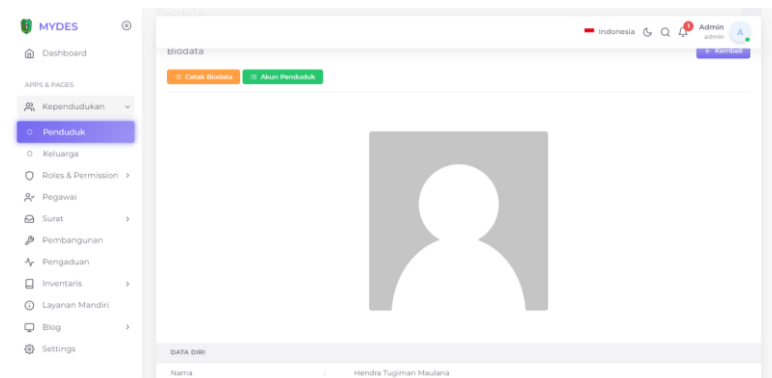 MYDES
Dashboard
APPS & PAGES
Kependudukan
Penduduk
Keluarga
Roles & Permission
Pegawai
Surat
Pembangunan
Pengaduan
Inventaris
Layanan Mandiri
Blog
Settings
Indonesia
1
Admin
admin
A
Biodata
Kembali
Cetak Biodata
Akun Penduduk
DATA DIRI
Nama : Hendra Tugiman Maulana